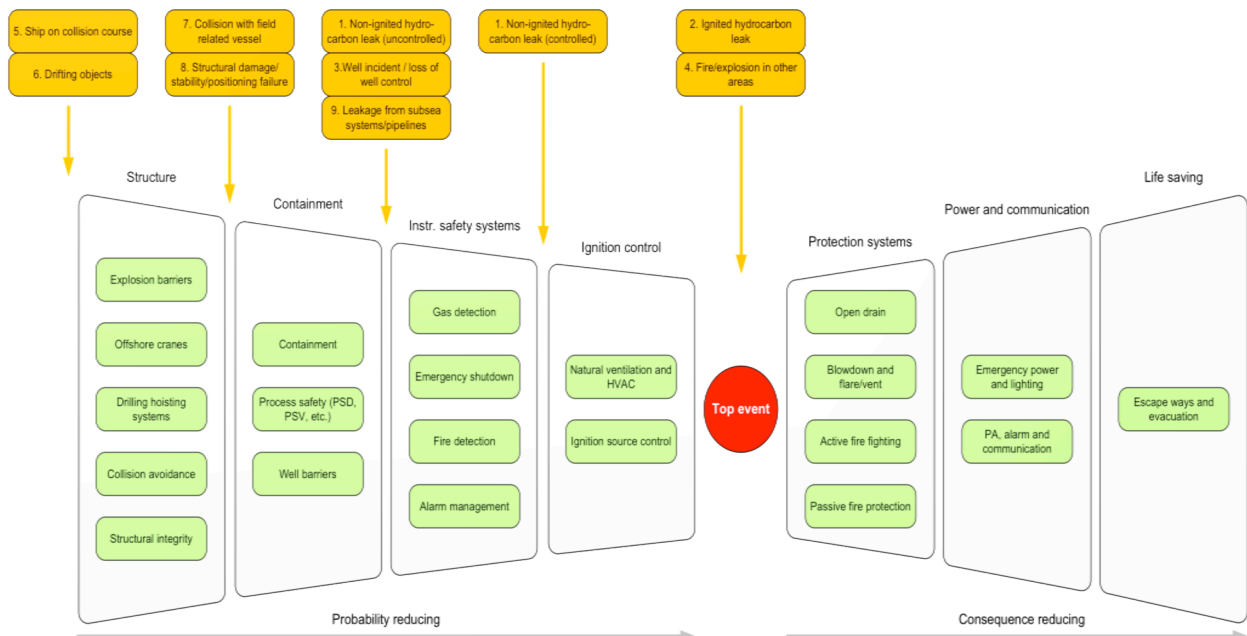 5. Ship on collision course
6. Drifting objects
7. Collision with field
related vessel
8. Structural damage/
stability/positioning failure
1. Non-ignited hydro-
carbon leak (uncontrolled)
3.Well incident / loss of
well control
9. Leakage from subsea
systems/pipelines
1. Non-ignited hydro-
carbon leak (controlled)
2. Ignited hydrocarbon
leak
4. Fire/explosion in other
areas
Structure
Explosion barriers
Offshore cranes
Drilling hoisting
systems
Collision avoidance
Structural integrity
Containment
Containment
Process safety (PSD,
PSV, etc.)
Well barriers
Instr. safety systems
Gas detection
Emergency shutdown
Fire detection
Alarm management
Ignition control
Natural ventilation and
HVAC
Ignition source control
Top event
Protection systems
Open drain
Blowdown and
flare/vent
Active fire fighting
Passive fire protection
Power and communication
Emergency power
and lighting
PA, alarm and
communication
Life saving
Escape ways and
evacuation
Probability reducing
Consequence reducing